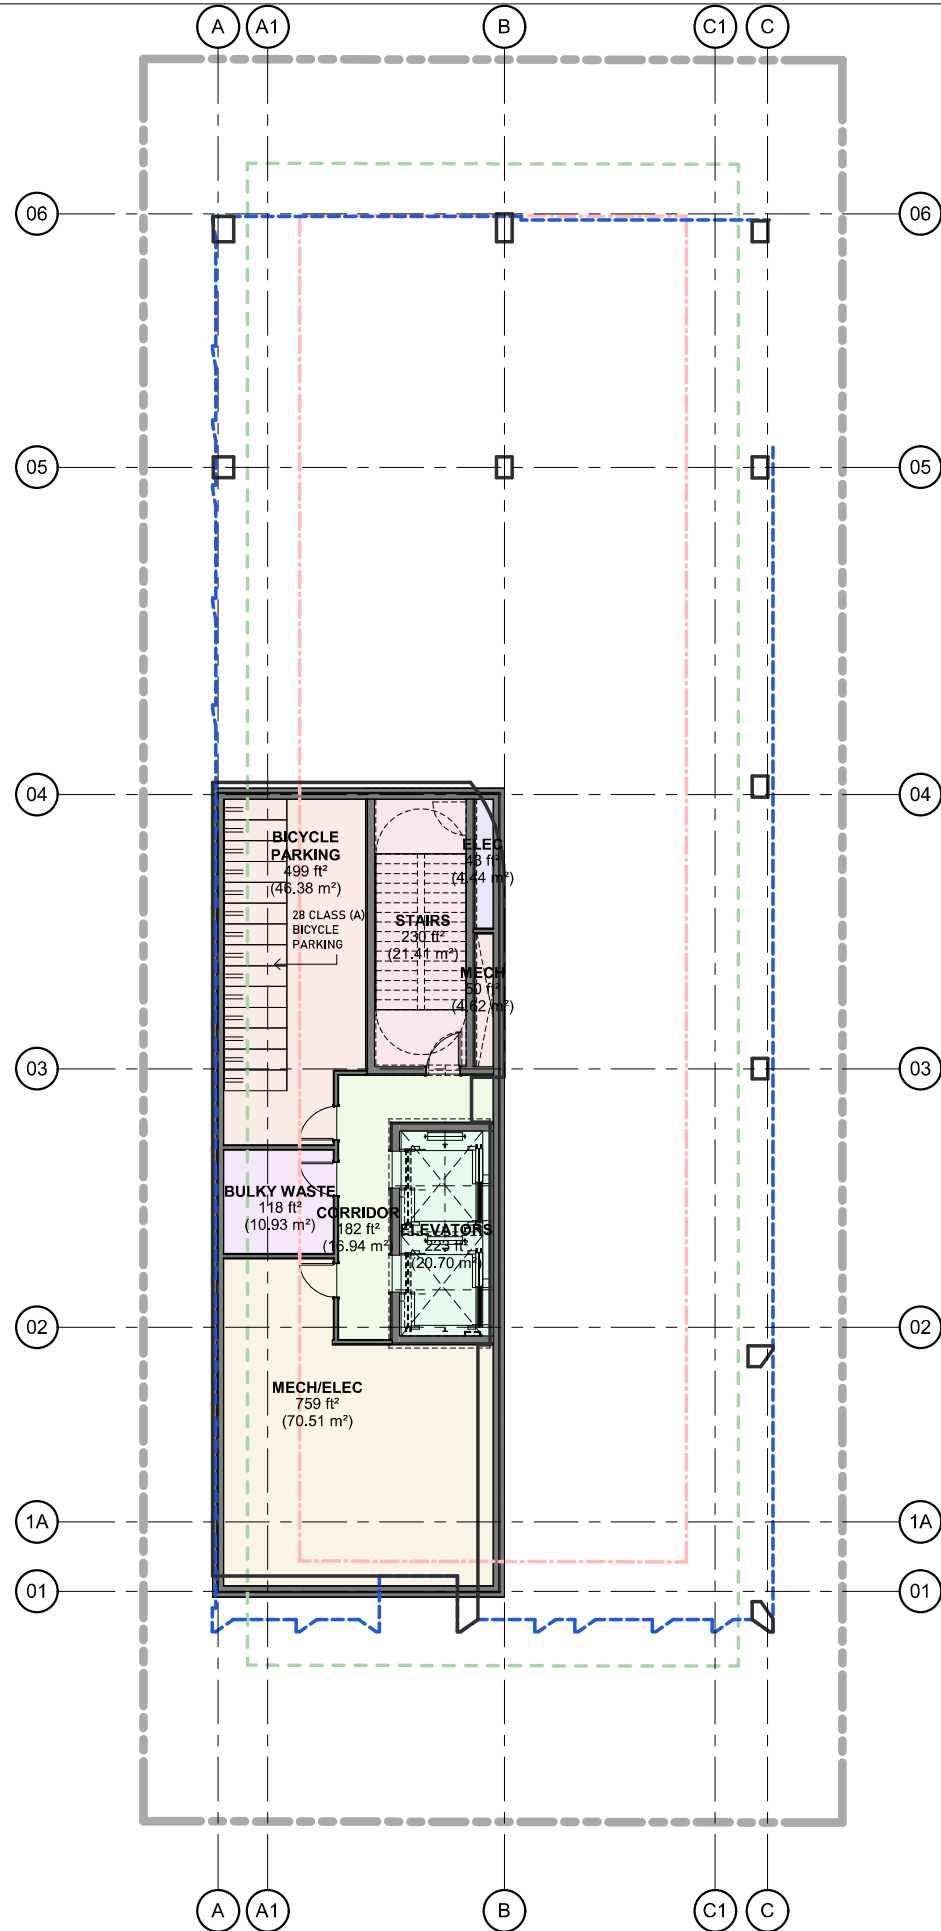 A A1 B C1 C
06 06
05 05
04 04
BICYCLE
PARKING
499 ft²
(46.38 m²)
28 CLASS (A)
BICYCLE
PARKING
STAIRS
230 ft²
(21.41 m²)
ELEC
48 ft²
(4.44 m²)
MECH
50 ft²
(4.62 m²)
03 03
BULKY WASTE
118 ft²
(10.93 m²)
CORRIDOR
182 ft²
(16.94 m²)
ELEVATORS
223 ft²
(20.70 m²)
02 02
MECH/ELEC
759 ft²
(70.51 m²)
1A 1A
01 01
A A1 B C1 C